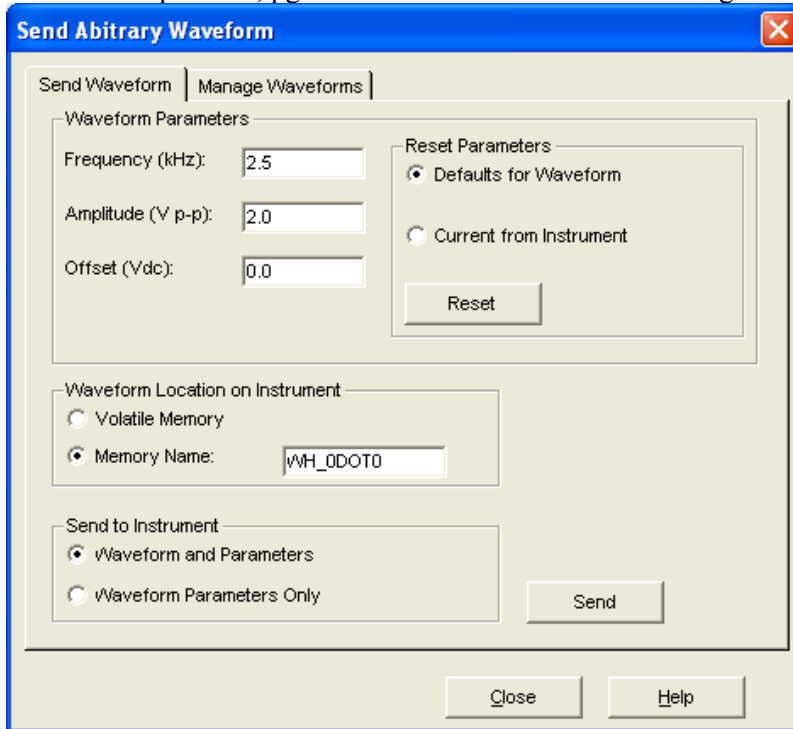 Send Abitrary Waveform
Send Waveform
Manage Waveforms
Waveform Parameters
Frequency (kHz): 2.5
Amplitude (V p-p): 2.0
Offset (Vdc): 0.0
Reset Parameters
Defaults for Waveform
Current from Instrument
Reset
Waveform Location on Instrument
Volatile Memory
Memory Name: WH_0DOT0
Send to Instrument
Waveform and Parameters
Waveform Parameters Only
Send
Close
Help